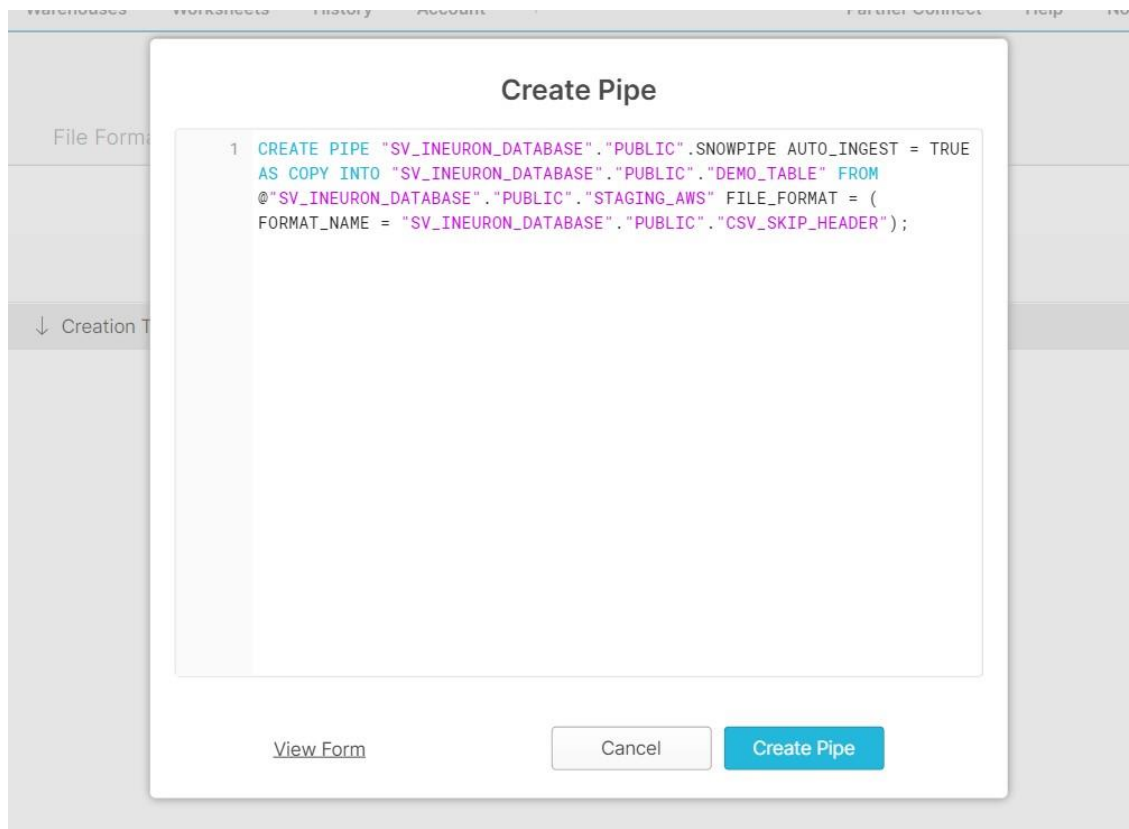 Create Pipe
File Forma
1 CREATE PIPE "SV_INEURON_DATABASE"."PUBLIC".SNOWPIPE AUTO_INGEST = TRUE
AS COPY INTO "SV_INEURON_DATABASE"."PUBLIC"."DEMO_TABLE" FROM
@"SV_INEURON_DATABASE"."PUBLIC"."STAGING_AWS" FILE_FORMAT = (
FORMAT_NAME = "SV_INEURON_DATABASE"."PUBLIC"."CSV_SKIP_HEADER");
↓ Creation T
View Form Cancel Create Pipe